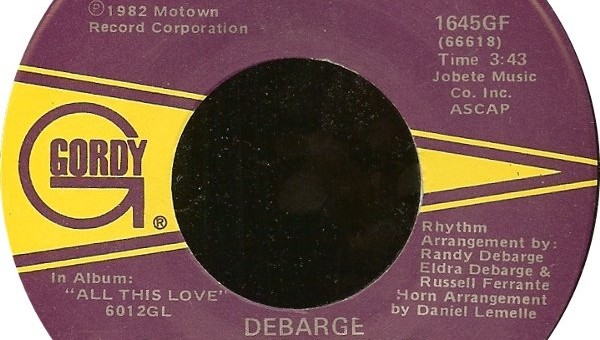 ℗1982 Motown
Record Corporation
1645GF
(66618)
Time 3:43
Jobete Music
Co. Inc.
ASCAP
GORDY
®
In Album:
"ALL THIS LOVE"
6012GL
Rhythm
Arrangement by:
Randy Debarge
Eldra Debarge &
Russell Ferrante
Horn Arrangement
by Daniel Lemelle
DEBARGE